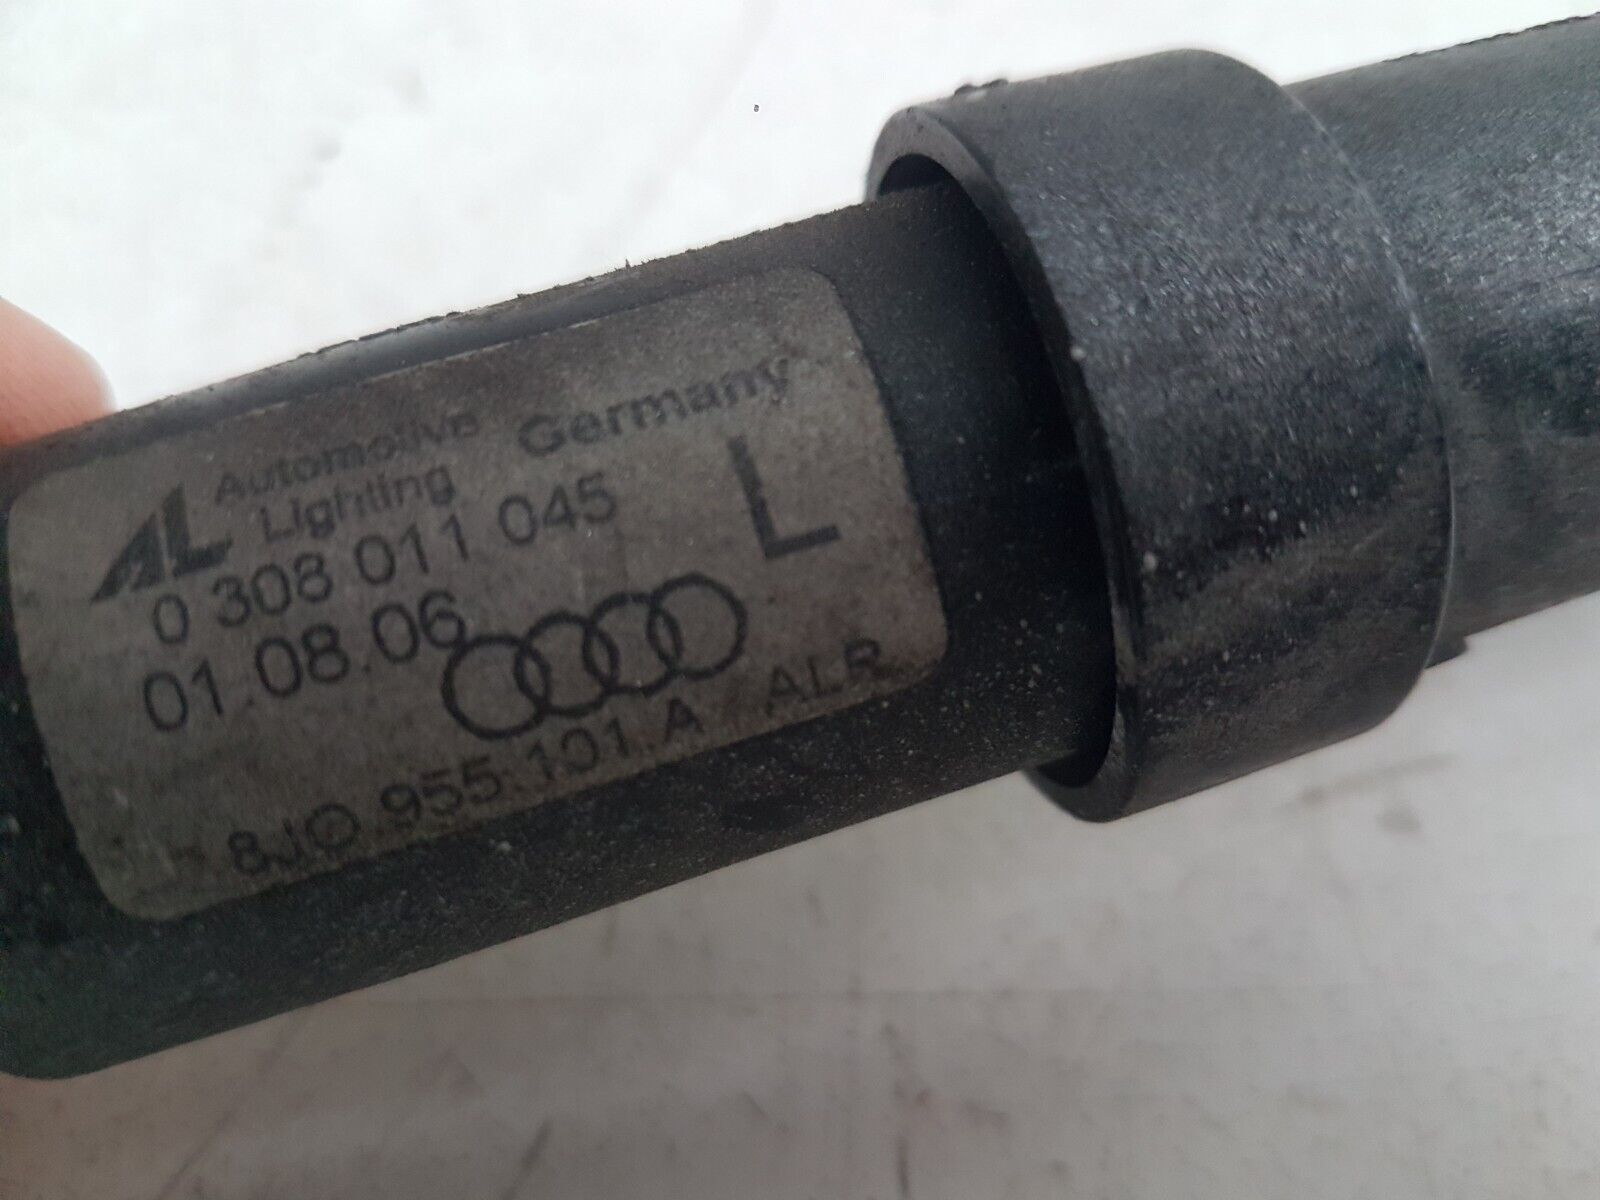 AL Automotive Lighting Germany
0 308 011 045 L
01.08.06
8J0 955 101 A ALR